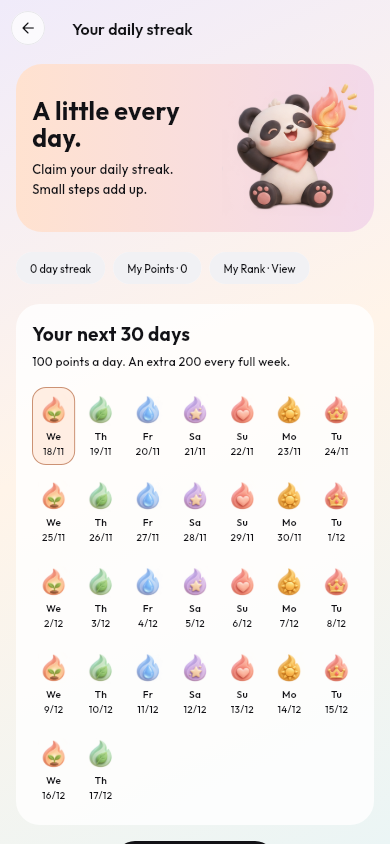 Your daily streak
A little every
day.
Claim your daily streak.
Small steps add up.
0 day streak
My Points · 0
My Rank · View
Your next 30 days
100 points a day. An extra 200 every full week.
We Th Fr Sa Su Mo Tu
18/11 19/11 20/11 21/11 22/11 23/11 24/11
We Th Fr Sa Su Mo Tu
25/11 26/11 27/11 28/11 29/11 30/11 1/12
We Th Fr Sa Su Mo Tu
2/12 3/12 4/12 5/12 6/12 7/12 8/12
We Th Fr Sa Su Mo Tu
9/12 10/12 11/12 12/12 13/12 14/12 15/12
We Th
16/12 17/12